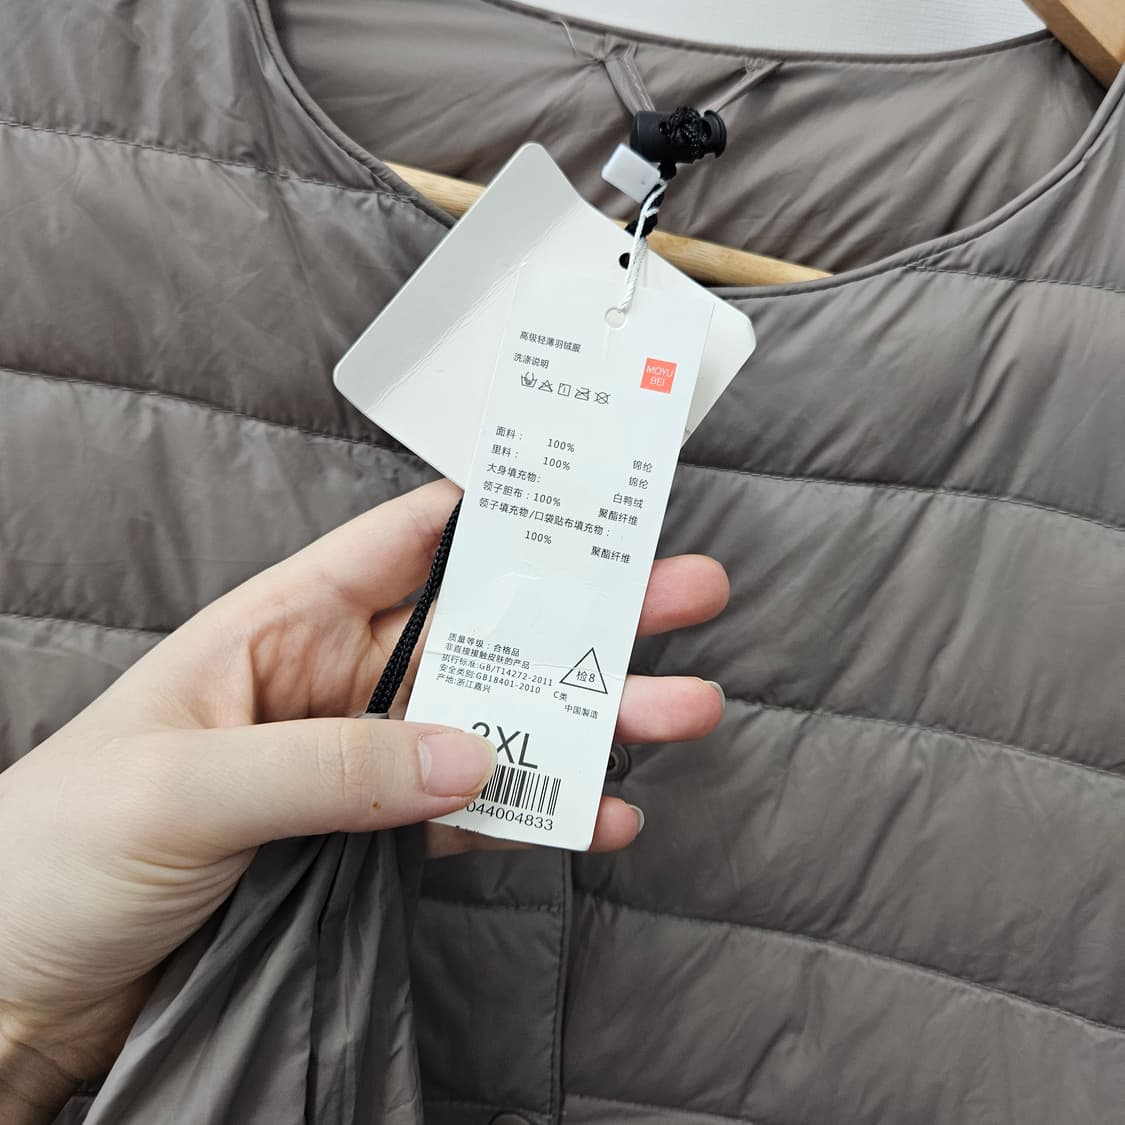 高级轻薄羽绒服
洗涤说明
MOYU
BEI
面料： 100% 锦纶
里料： 100% 锦纶
大身填充物: 白鸭绒
领子胆布：100% 聚酯纤维
领子填充物/口袋贴布填充物：
100% 聚酯纤维
质量等级：合格品
非直接接触皮肤的产品
执行标准:GB/T14272-2011
安全类别:GB18401-2010 C类
产地:浙江嘉兴 中国製造
检8
XL
044004833